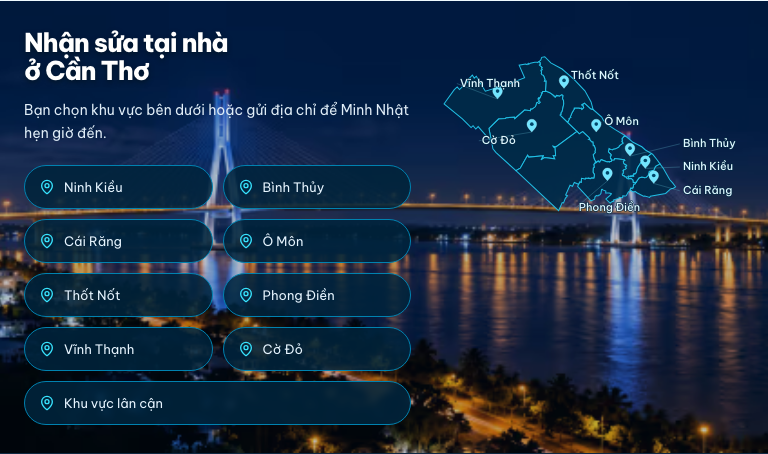 Nhận sửa tại nhà
ở Cần Thơ
Bạn chọn khu vực bên dưới hoặc gửi địa chỉ để Minh Nhật
hẹn giờ đến.
Ninh Kiều
Bình Thủy
Cái Răng
Ô Môn
Thốt Nốt
Phong Điền
Vĩnh Thạnh
Cờ Đỏ
Khu vực lân cận
Vĩnh Thạnh
Thốt Nốt
Ô Môn
Cờ Đỏ
Bình Thủy
Ninh Kiều
Cái Răng
Phong Điền